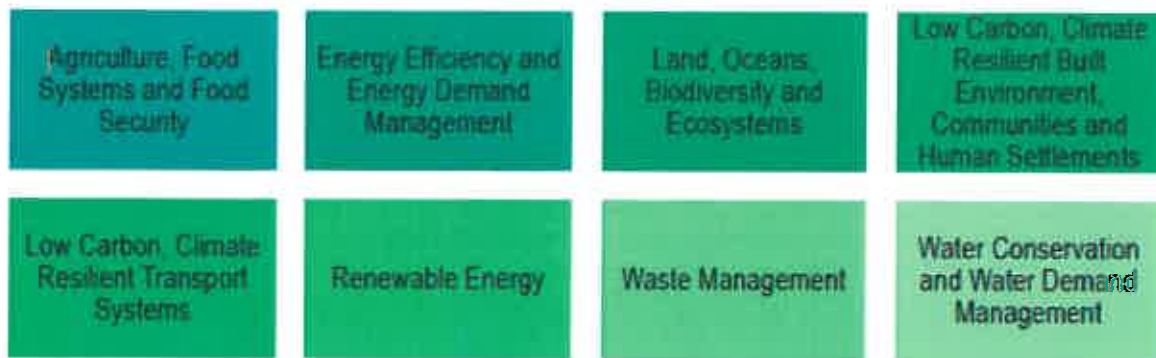 Agriculture, Food
Systems and Food
Security
Energy Efficiency and
Energy Demand
Management
Land, Oceans,
Biodiversity and
Ecosystems
Low Carbon, Climate
Resilient Built
Environment,
Communities and
Human Settlements
Low Carbon, Climate
Resilient Transport
Systems
Renewable Energy
Waste Management
Water Conservation
and Water Demand
Management